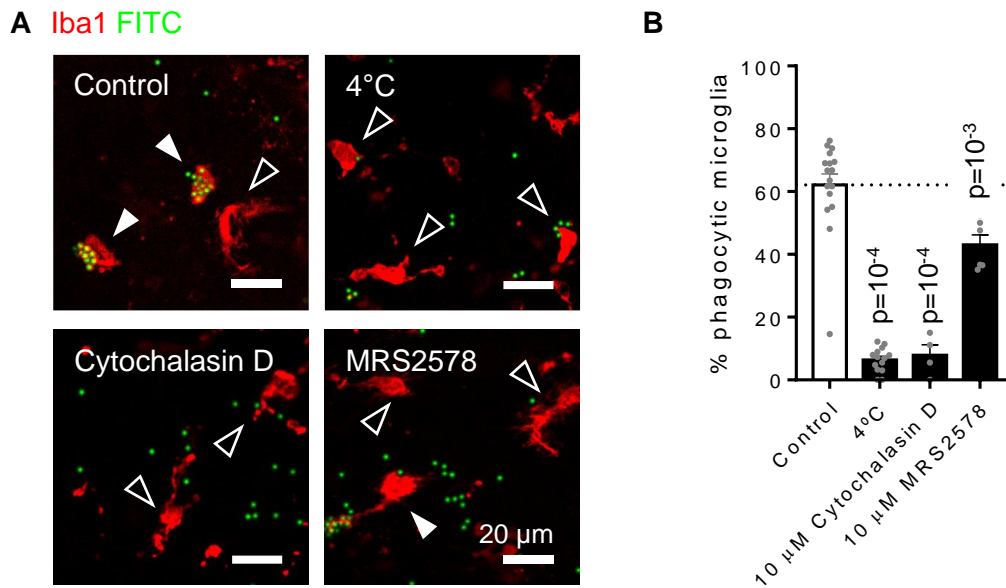 A Iba1 FITC
Control
4°C
Cytochalasin D
MRS2578
20 µm
B
% phagocytic microglia
100
80
60
40
20
0
p=10-4
p=10-4
p=10-3
Control
4ºC
10 µM Cytochalasin D
10 µM MRS2578